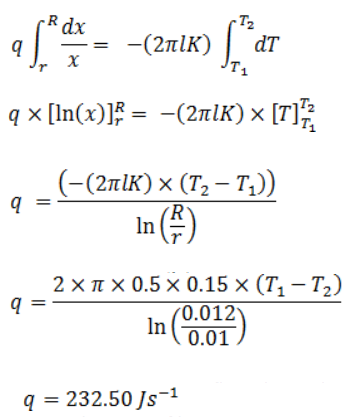 q ∫_r^R dx/x = −(2πlK) ∫_{T₁}^{T₂} dT
q × [ln(x)]_r^R = −(2πlK) × [T]_{T₁}^{T₂}
q = (−(2πlK) × (T₂ − T₁)) / ln(R/r)
q = 2 × π × 0.5 × 0.15 × (T₁ − T₂) / ln(0.012/0.01)
q = 232.50 Js⁻¹